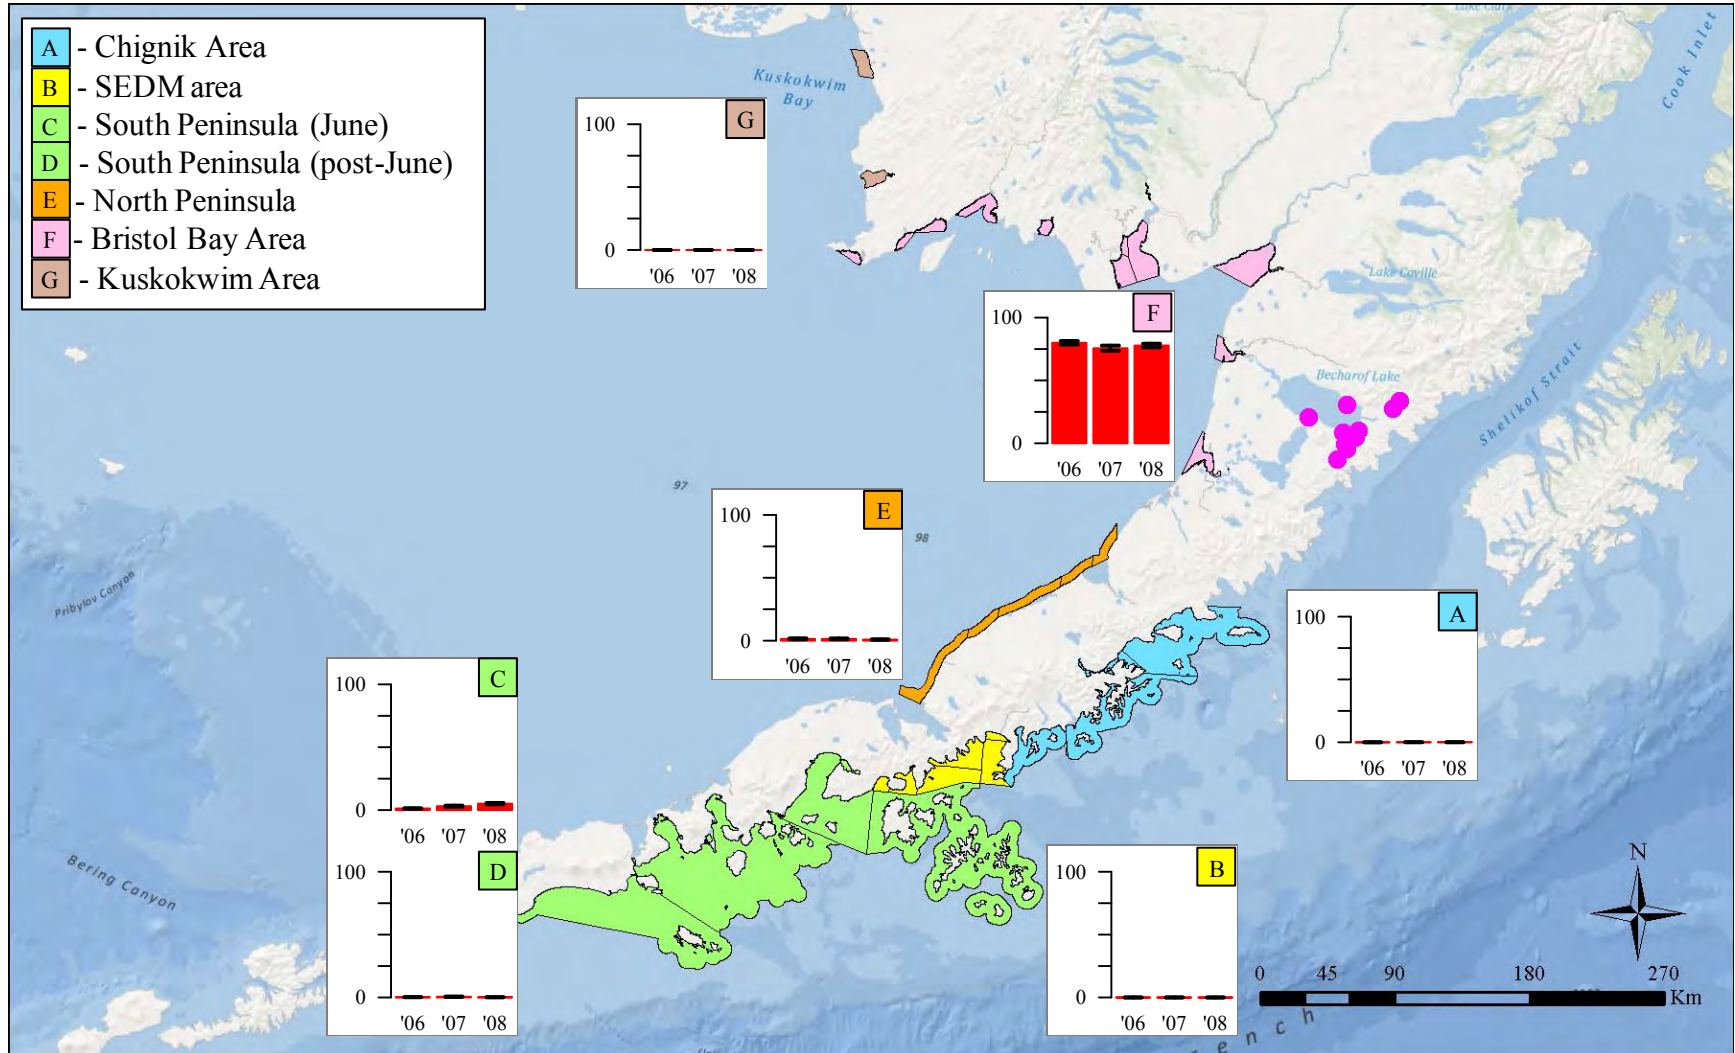 A - Chignik Area
B - SEDM area
C - South Peninsula (June)
D - South Peninsula (post-June)
E - North Peninsula
F - Bristol Bay Area
G - Kuskokwim Area
Lake Clark
Cook Inlet
Kuskokwim
Bay
G
100
0
'06 '07 '08
Lake Coville
F
100
0
'06 '07 '08
Becharof Lake
Shelikof Strait
97
98
E
100
0
'06 '07 '08
Pribylov Canyon
A
100
0
'06 '07 '08
C
100
0
'06 '07 '08
Bering Canyon
D
100
0
'06 '07 '08
B
100
0
'06 '07 '08
N
0 45 90 180 270
Km
ench